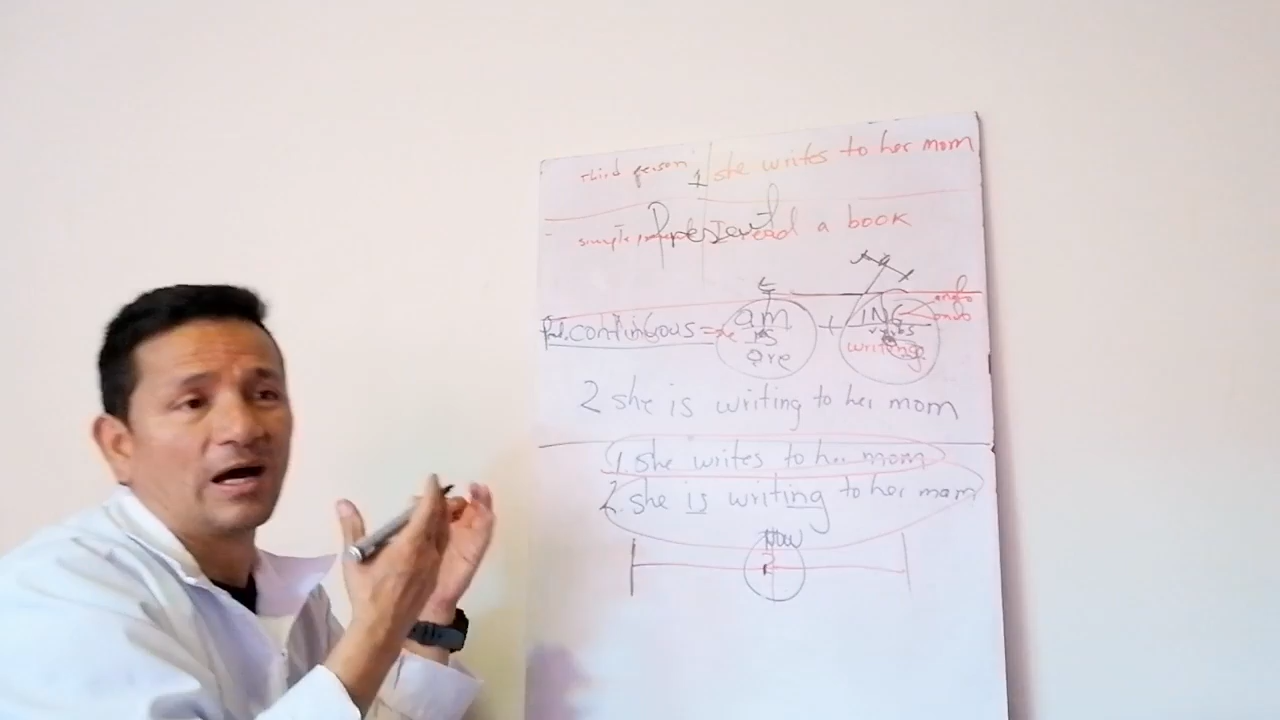 third person 1 she writes to her mom
simple Present I read a book
continuous = am + ING
is verbs
are writing
2 she is writing to her mom
1. she writes to her mom
2. she is writing to her mom
Now